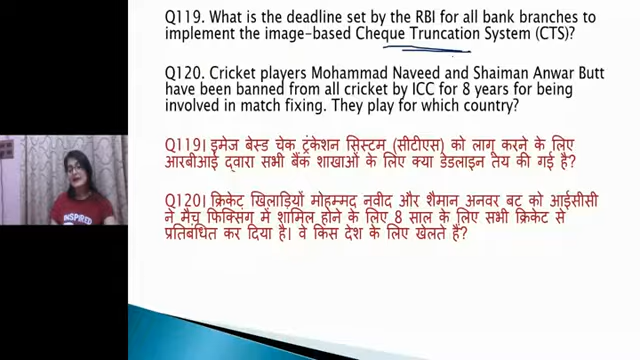 Q119. What is the deadline set by the RBI for all bank branches to
implement the image-based Cheque Truncation System (CTS)?
Q120. Cricket players Mohammad Naveed and Shaiman Anwar Butt
have been banned from all cricket by ICC for 8 years for being
involved in match fixing. They play for which country?
Q119। इमेज बेस्ड चेक ट्रंकेशन सिस्टम (सीटीएस) को लागू करने के लिए
आरबीआई द्वारा सभी बैंक शाखाओं के लिए क्या डेडलाइन तय की गई है?
Q120। क्रिकेट खिलाड़ियों मोहम्मद नवीद और शैमान अनवर बट को आईसीसी
ने मैच फिक्सिंग में शामिल होने के लिए 8 साल के लिए सभी क्रिकेट से
प्रतिबंधित कर दिया है। वे किस देश के लिए खेलते हैं?
INSPIRED